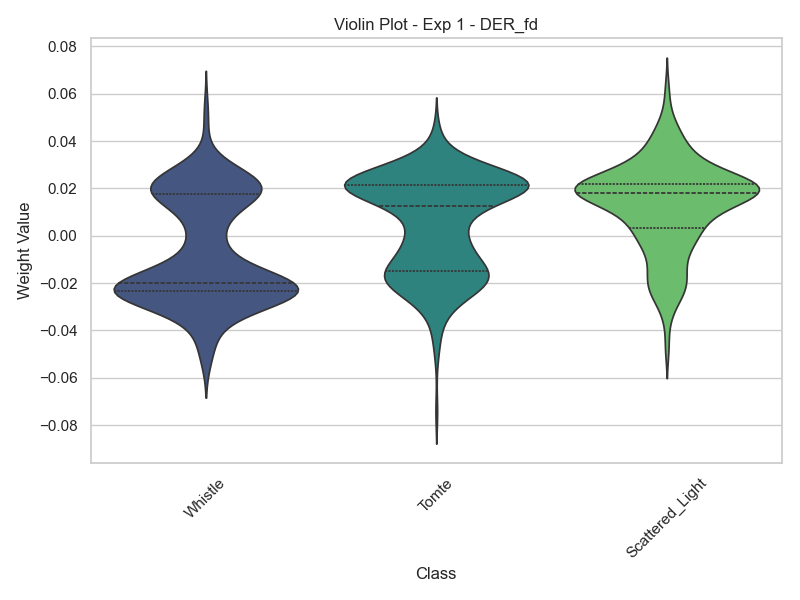 Violin Plot - Exp 1 - DER_fd
0.08
0.06
0.04
0.02
0.00
−0.02
−0.04
−0.06
−0.08
Weight Value
Whistle
Tomte
Scattered_Light
Class